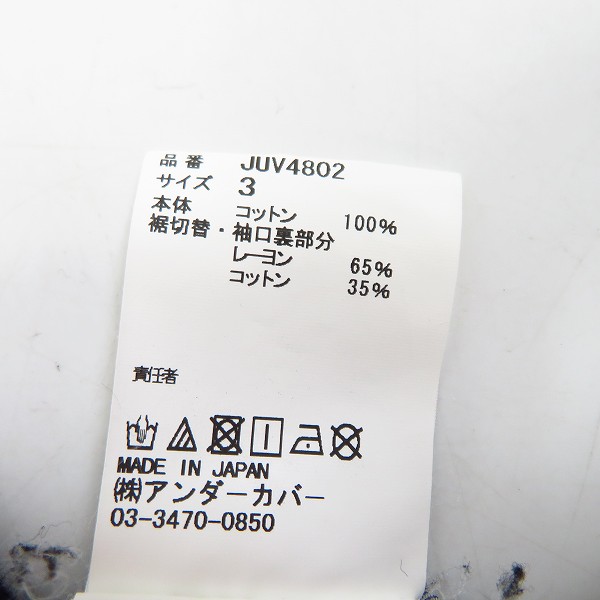 品番 JUV4802
サイズ 3
本体 コットン 100%
裾切替・袖口裏部分
レーヨン 65%
コットン 35%
責任者
MADE IN JAPAN
㈱アンダーカバー
03-3470-0850